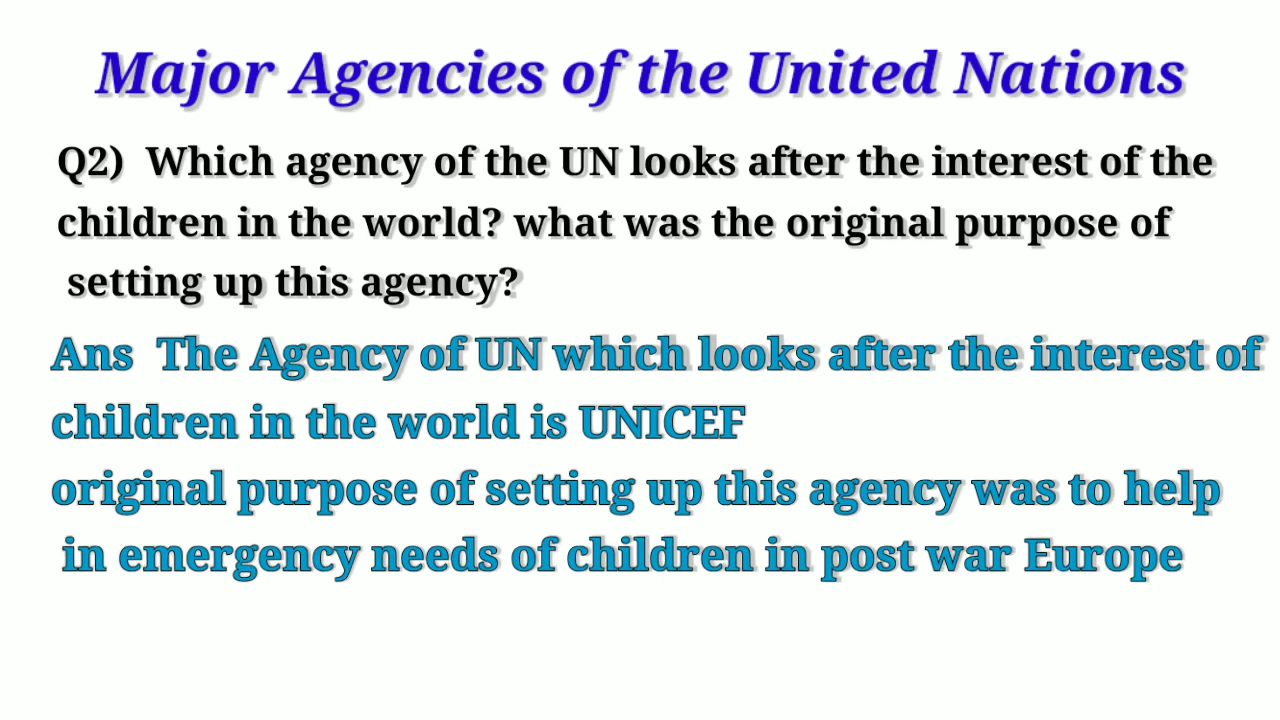 Major Agencies of the United Nations
Q2) Which agency of the UN looks after the interest of the
children in the world? what was the original purpose of
setting up this agency?
Ans The Agency of UN which looks after the interest of
children in the world is UNICEF
original purpose of setting up this agency was to help
in emergency needs of children in post war Europe